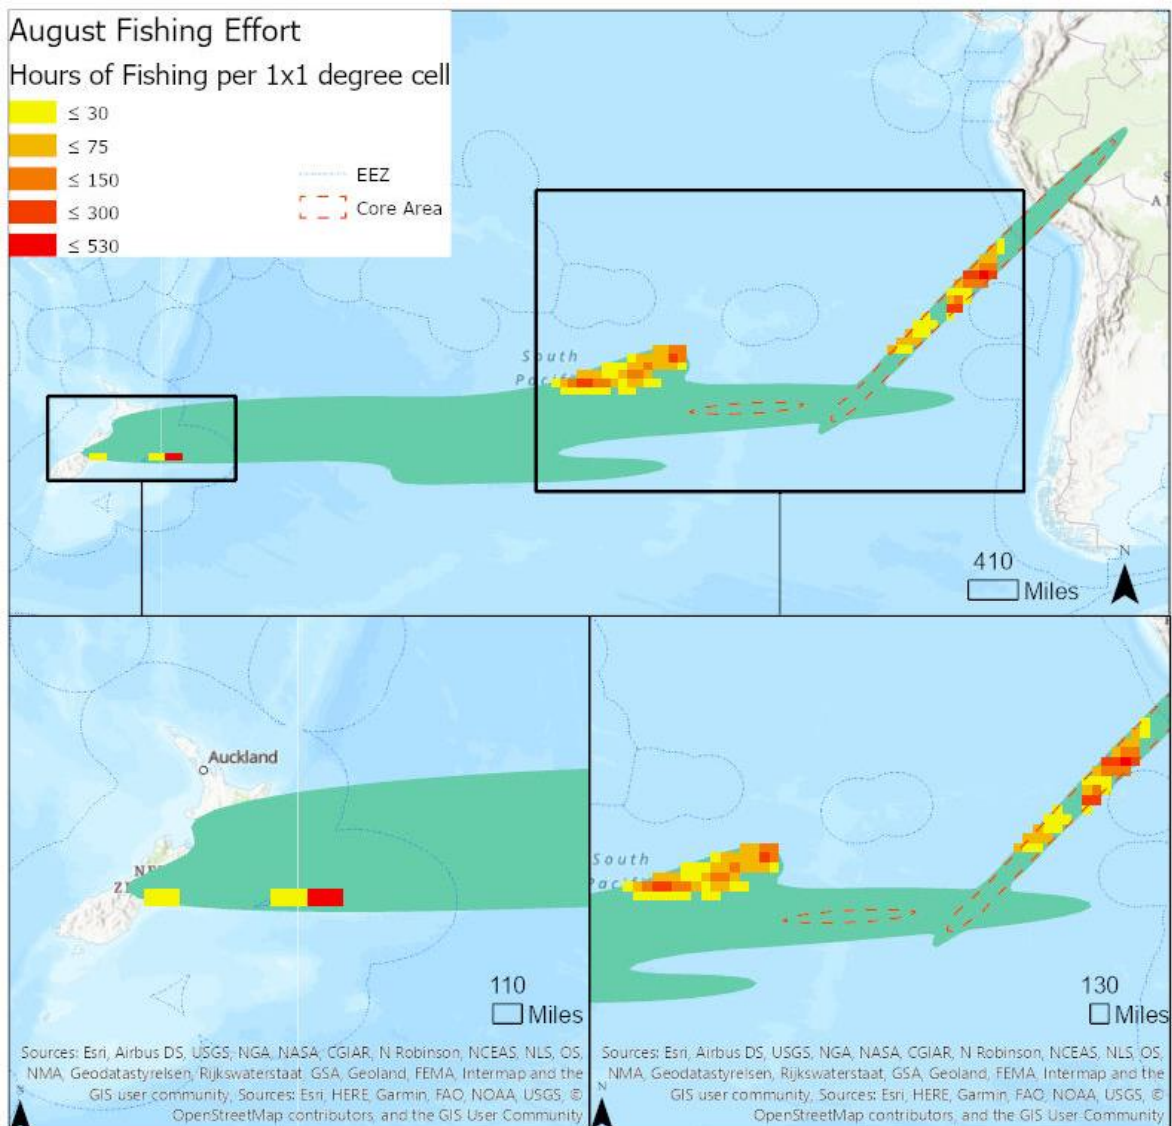 August Fishing Effort
Hours of Fishing per 1x1 degree cell
≤ 30
≤ 75
≤ 150
≤ 300
≤ 530
EEZ
Core Area
South
Pacif
410
Miles
N
Auckland
110
Miles
Sources: Esri, Airbus DS, USGS, NGA, NASA, CGIAR, N Robinson, NCEAS, NLS, OS,
NMA, Geodatastyrelsen, Rijkswaterstaat, GSA, Geoland, FEMA, Intermap and the
GIS user community, Sources: Esri, HERE, Garmin, FAO, NOAA, USGS, ©
OpenStreetMap contributors, and the GIS User Community
South
Pacif
130
Miles
Sources: Esri, Airbus DS, USGS, NGA, NASA, CGIAR, N Robinson, NCEAS, NLS, OS,
NMA, Geodatastyrelsen, Rijkswaterstaat, GSA, Geoland, FEMA, Intermap and the
GIS user community, Sources: Esri, HERE, Garmin, FAO, NOAA, USGS, ©
OpenStreetMap contributors, and the GIS User Community
N